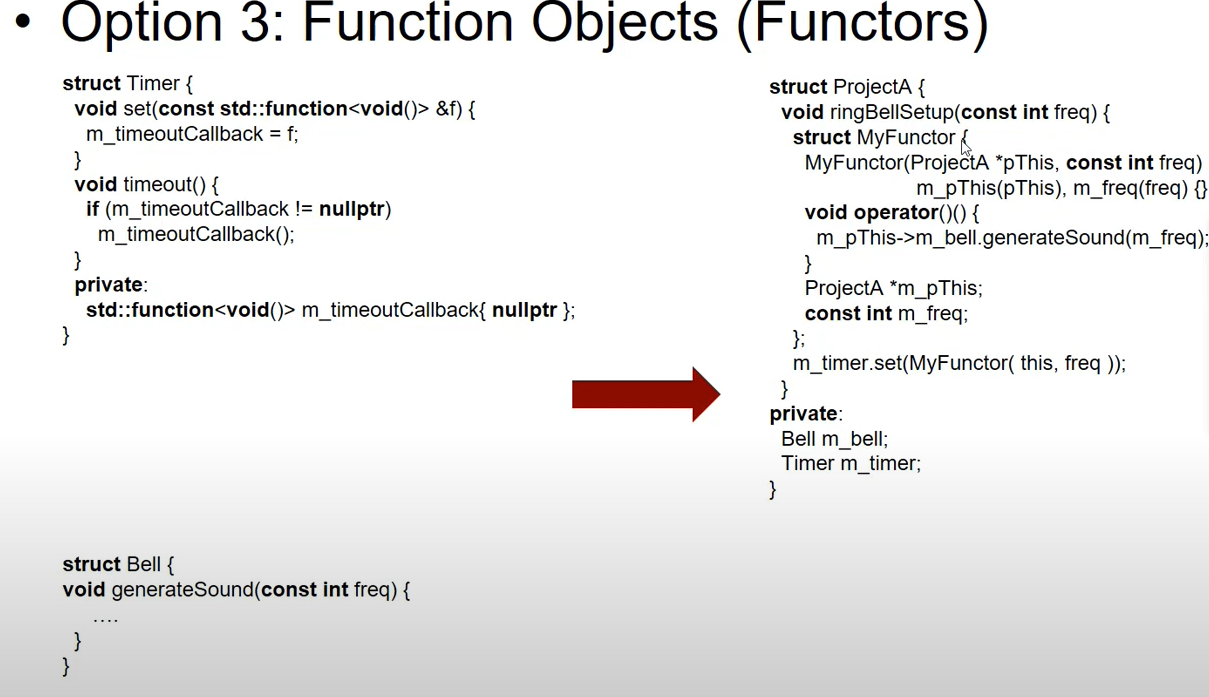 • Option 3: Function Objects (Functors)
struct Timer {
void set(const std::function<void()> &f) {
m_timeoutCallback = f;
}
void timeout() {
if (m_timeoutCallback != nullptr)
m_timeoutCallback();
}
private:
std::function<void()> m_timeoutCallback{ nullptr };
}
struct Bell {
void generateSound(const int freq) {
....
}
}
struct ProjectA {
void ringBellSetup(const int freq) {
struct MyFunctor {
MyFunctor(ProjectA *pThis, const int freq)
m_pThis(pThis), m_freq(freq) {}
void operator()() {
m_pThis->m_bell.generateSound(m_freq);
}
ProjectA *m_pThis;
const int m_freq;
};
m_timer.set(MyFunctor( this, freq ));
}
private:
Bell m_bell;
Timer m_timer;
}